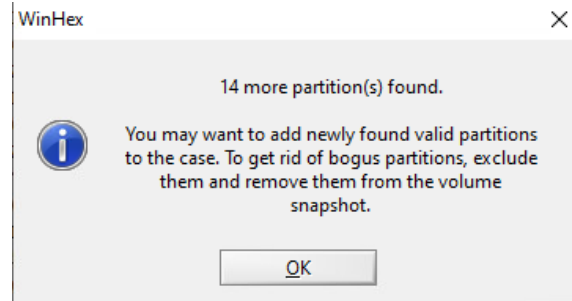 WinHex
14 more partition(s) found.
You may want to add newly found valid partitions
to the case. To get rid of bogus partitions, exclude
them and remove them from the volume
snapshot.
OK